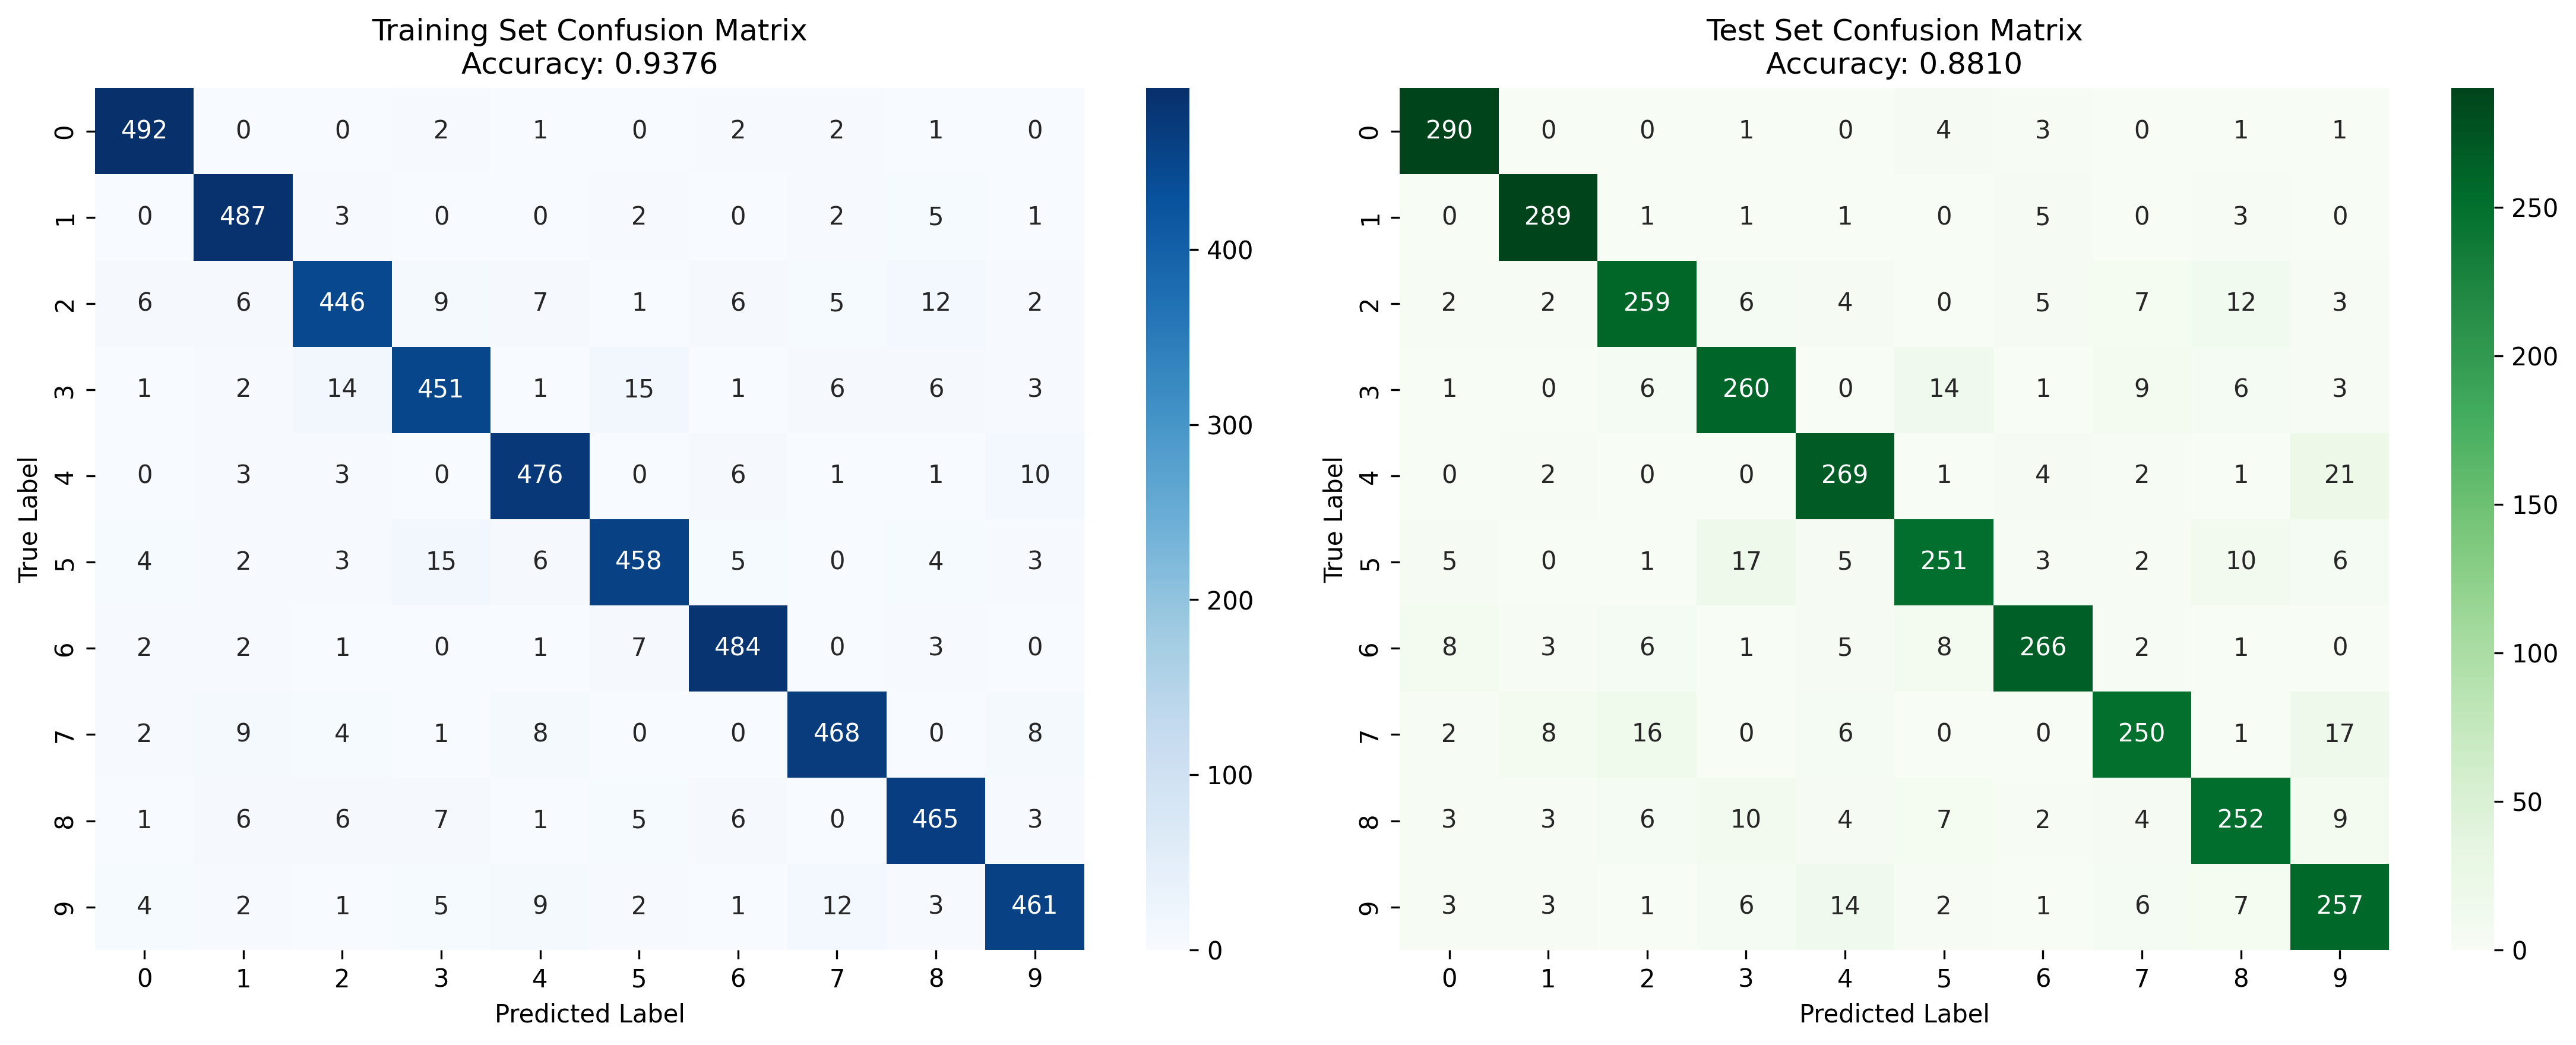 Training Set Confusion Matrix
Accuracy: 0.9376
True Label
0 492 0 0 2 1 0 2 2 1 0
1 0 487 3 0 0 2 0 2 5 1
2 6 6 446 9 7 1 6 5 12 2
3 1 2 14 451 1 15 1 6 6 3
4 0 3 3 0 476 0 6 1 1 10
5 4 2 3 15 6 458 5 0 4 3
6 2 2 1 0 1 7 484 0 3 0
7 2 9 4 1 8 0 0 468 0 8
8 1 6 6 7 1 5 6 0 465 3
9 4 2 1 5 9 2 1 12 3 461
0 1 2 3 4 5 6 7 8 9
Predicted Label
400
300
200
100
0
Test Set Confusion Matrix
Accuracy: 0.8810
True Label
0 290 0 0 1 0 4 3 0 1 1
1 0 289 1 1 1 0 5 0 3 0
2 2 2 259 6 4 0 5 7 12 3
3 1 0 6 260 0 14 1 9 6 3
4 0 2 0 0 269 1 4 2 1 21
5 5 0 1 17 5 251 3 2 10 6
6 8 3 6 1 5 8 266 2 1 0
7 2 8 16 0 6 0 0 250 1 17
8 3 3 6 10 4 7 2 4 252 9
9 3 3 1 6 14 2 1 6 7 257
0 1 2 3 4 5 6 7 8 9
Predicted Label
250
200
150
100
50
0